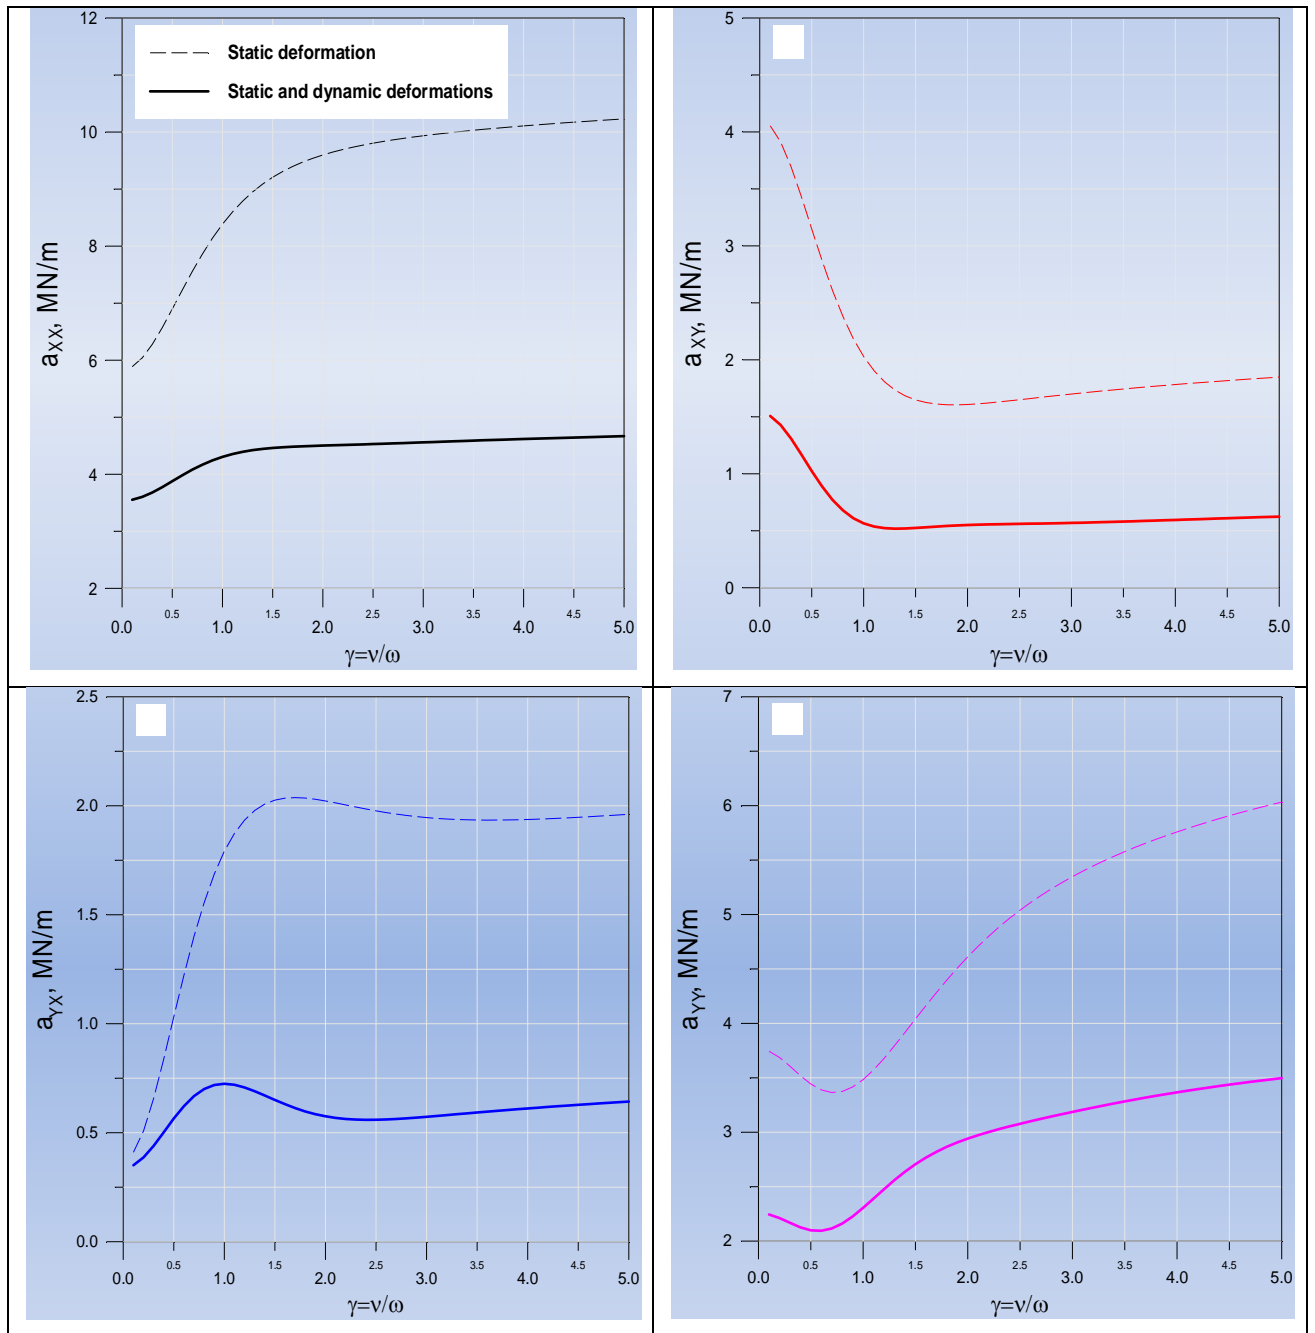 12
10
8
6
4
2
a_XX, MN/m
Static deformation
Static and dynamic deformations
0.5 1.5 2.5 3.5 4.5
0.0 1.0 2.0 3.0 4.0 5.0
γ=ν/ω
5
4
3
2
1
0
a_XY, MN/m
0.5 1.5 2.5 3.5 4.5
0.0 1.0 2.0 3.0 4.0 5.0
γ=ν/ω
2.5
2.0
1.5
1.0
0.5
0.0
a_YX, MN/m
0.5 1.5 2.5 3.5 4.5
0.0 1.0 2.0 3.0 4.0 5.0
γ=ν/ω
7
6
5
4
3
2
a_YY, MN/m
0.5 1.5 2.5 3.5 4.5
0.0 1.0 2.0 3.0 4.0 5.0
γ=ν/ω